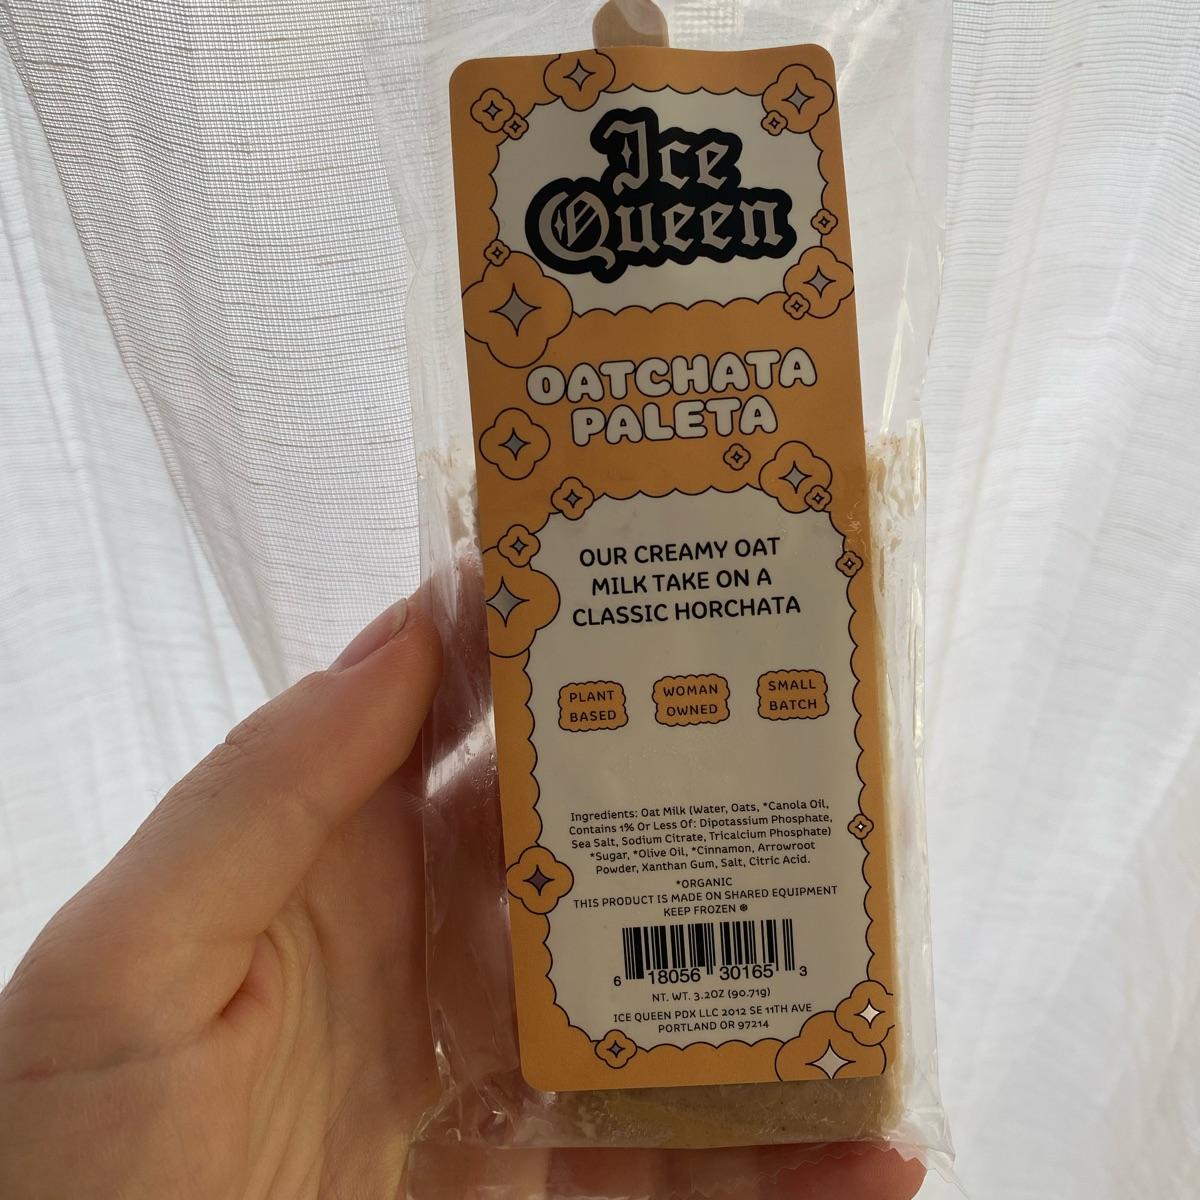 Ice
Queen
OATCHATA
PALETA
OUR CREAMY OAT
MILK TAKE ON A
CLASSIC HORCHATA
PLANT
BASED
WOMAN
OWNED
SMALL
BATCH
Ingredients: Oat Milk (Water, Oats, *Canola Oil,
Contains 1% Or Less Of: Dipotassium Phosphate,
Sea Salt, Sodium Citrate, Tricalcium Phosphate)
*Sugar, *Olive Oil, *Cinnamon, Arrowroot
Powder, Xanthan Gum, Salt, Citric Acid.
*ORGANIC
THIS PRODUCT IS MADE ON SHARED EQUIPMENT
KEEP FROZEN ❄
6 18056 30165 3
NT. WT. 3.2OZ (90.71g)
ICE QUEEN PDX LLC 2012 SE 11TH AVE
PORTLAND OR 97214